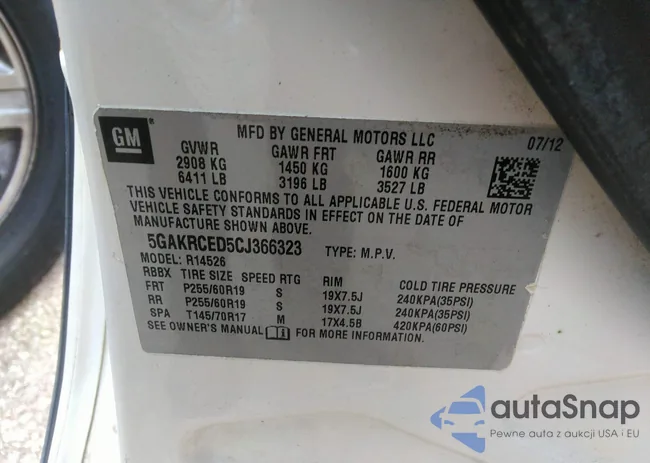 GM
MFD BY GENERAL MOTORS LLC
07/12
GVWR GAWR FRT GAWR RR
2908 KG 1450 KG 1600 KG
6411 LB 3196 LB 3527 LB
THIS VEHICLE CONFORMS TO ALL APPLICABLE U.S. FEDERAL MOTOR
VEHICLE SAFETY STANDARDS IN EFFECT ON THE DATE OF
MANUFACTURE SHOWN ABOVE.
5GAKRCED5CJ366323 TYPE: M.P.V.
MODEL: R14526
RBBX TIRE SIZE SPEED RTG RIM COLD TIRE PRESSURE
FRT P255/60R19 S 19X7.5J 240KPA(35PSI)
RR P255/60R19 S 19X7.5J 240KPA(35PSI)
SPA T145/70R17 M 17X4.5B 420KPA(60PSI)
SEE OWNER'S MANUAL FOR MORE INFORMATION.
autaSnap
Pewne auta z aukcji USA i EU